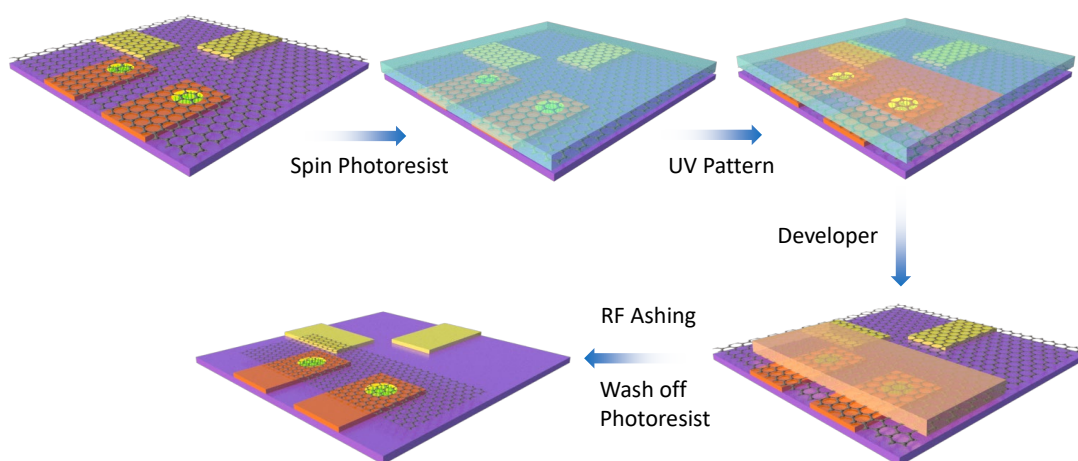 Spin Photoresist
UV Pattern
Developer
RF Ashing
Wash off
Photoresist